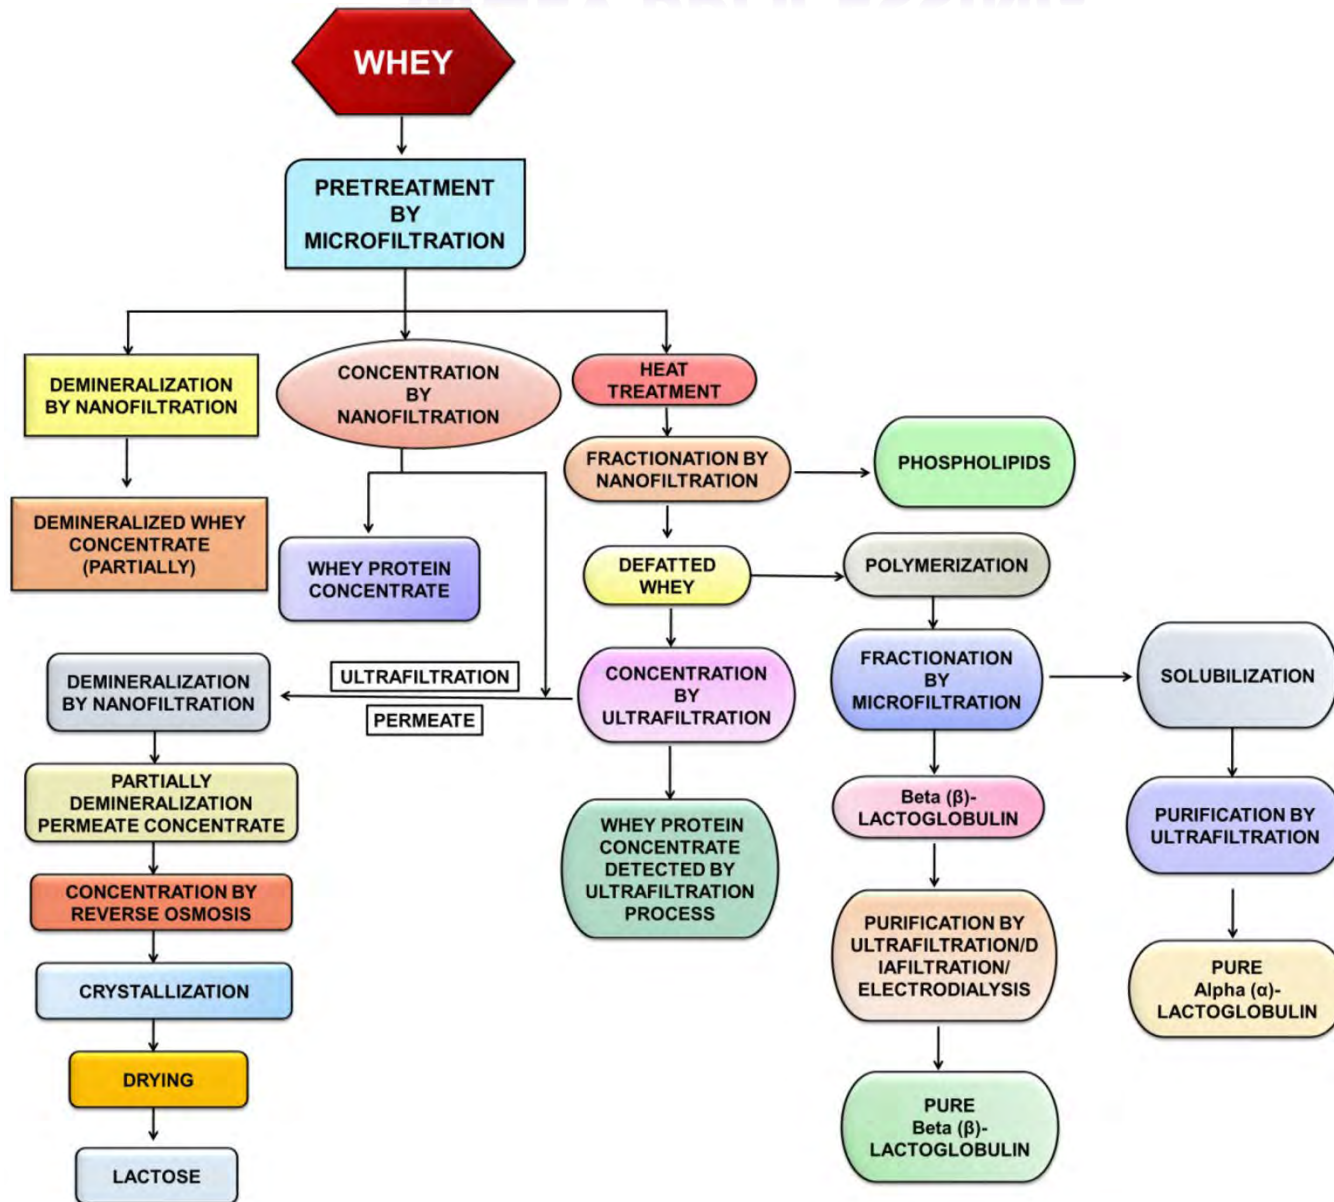 WHEY
PRETREATMENT
BY
MICROFILTRATION
DEMINERALIZATION
BY NANOFILTRATION
CONCENTRATION
BY
NANOFILTRATION
HEAT
TREATMENT
FRACTIONATION BY
NANOFILTRATION
PHOSPHOLIPIDS
DEMINERALIZED WHEY
CONCENTRATE
(PARTIALLY)
WHEY PROTEIN
CONCENTRATE
DEFATTED
WHEY
POLYMERIZATION
DEMINERALIZATION
BY NANOFILTRATION
ULTRAFILTRATION
PERMEATE
CONCENTRATION
BY
ULTRAFILTRATION
FRACTIONATION
BY
MICROFILTRATION
SOLUBILIZATION
PARTIALLY
DEMINERALIZATION
PERMEATE CONCENTRATE
WHEY PROTEIN
CONCENTRATE
DETECTED BY
ULTRAFILTRATION
PROCESS
Beta (β)-
LACTOGLOBULIN
PURIFICATION BY
ULTRAFILTRATION
CONCENTRATION BY
REVERSE OSMOSIS
PURIFICATION BY
ULTRAFILTRATION/D
IAFILTRATION/
ELECTRODIALYSIS
PURE
Alpha (α)-
LACTOGLOBULIN
CRYSTALLIZATION
DRYING
PURE
Beta (β)-
LACTOGLOBULIN
LACTOSE